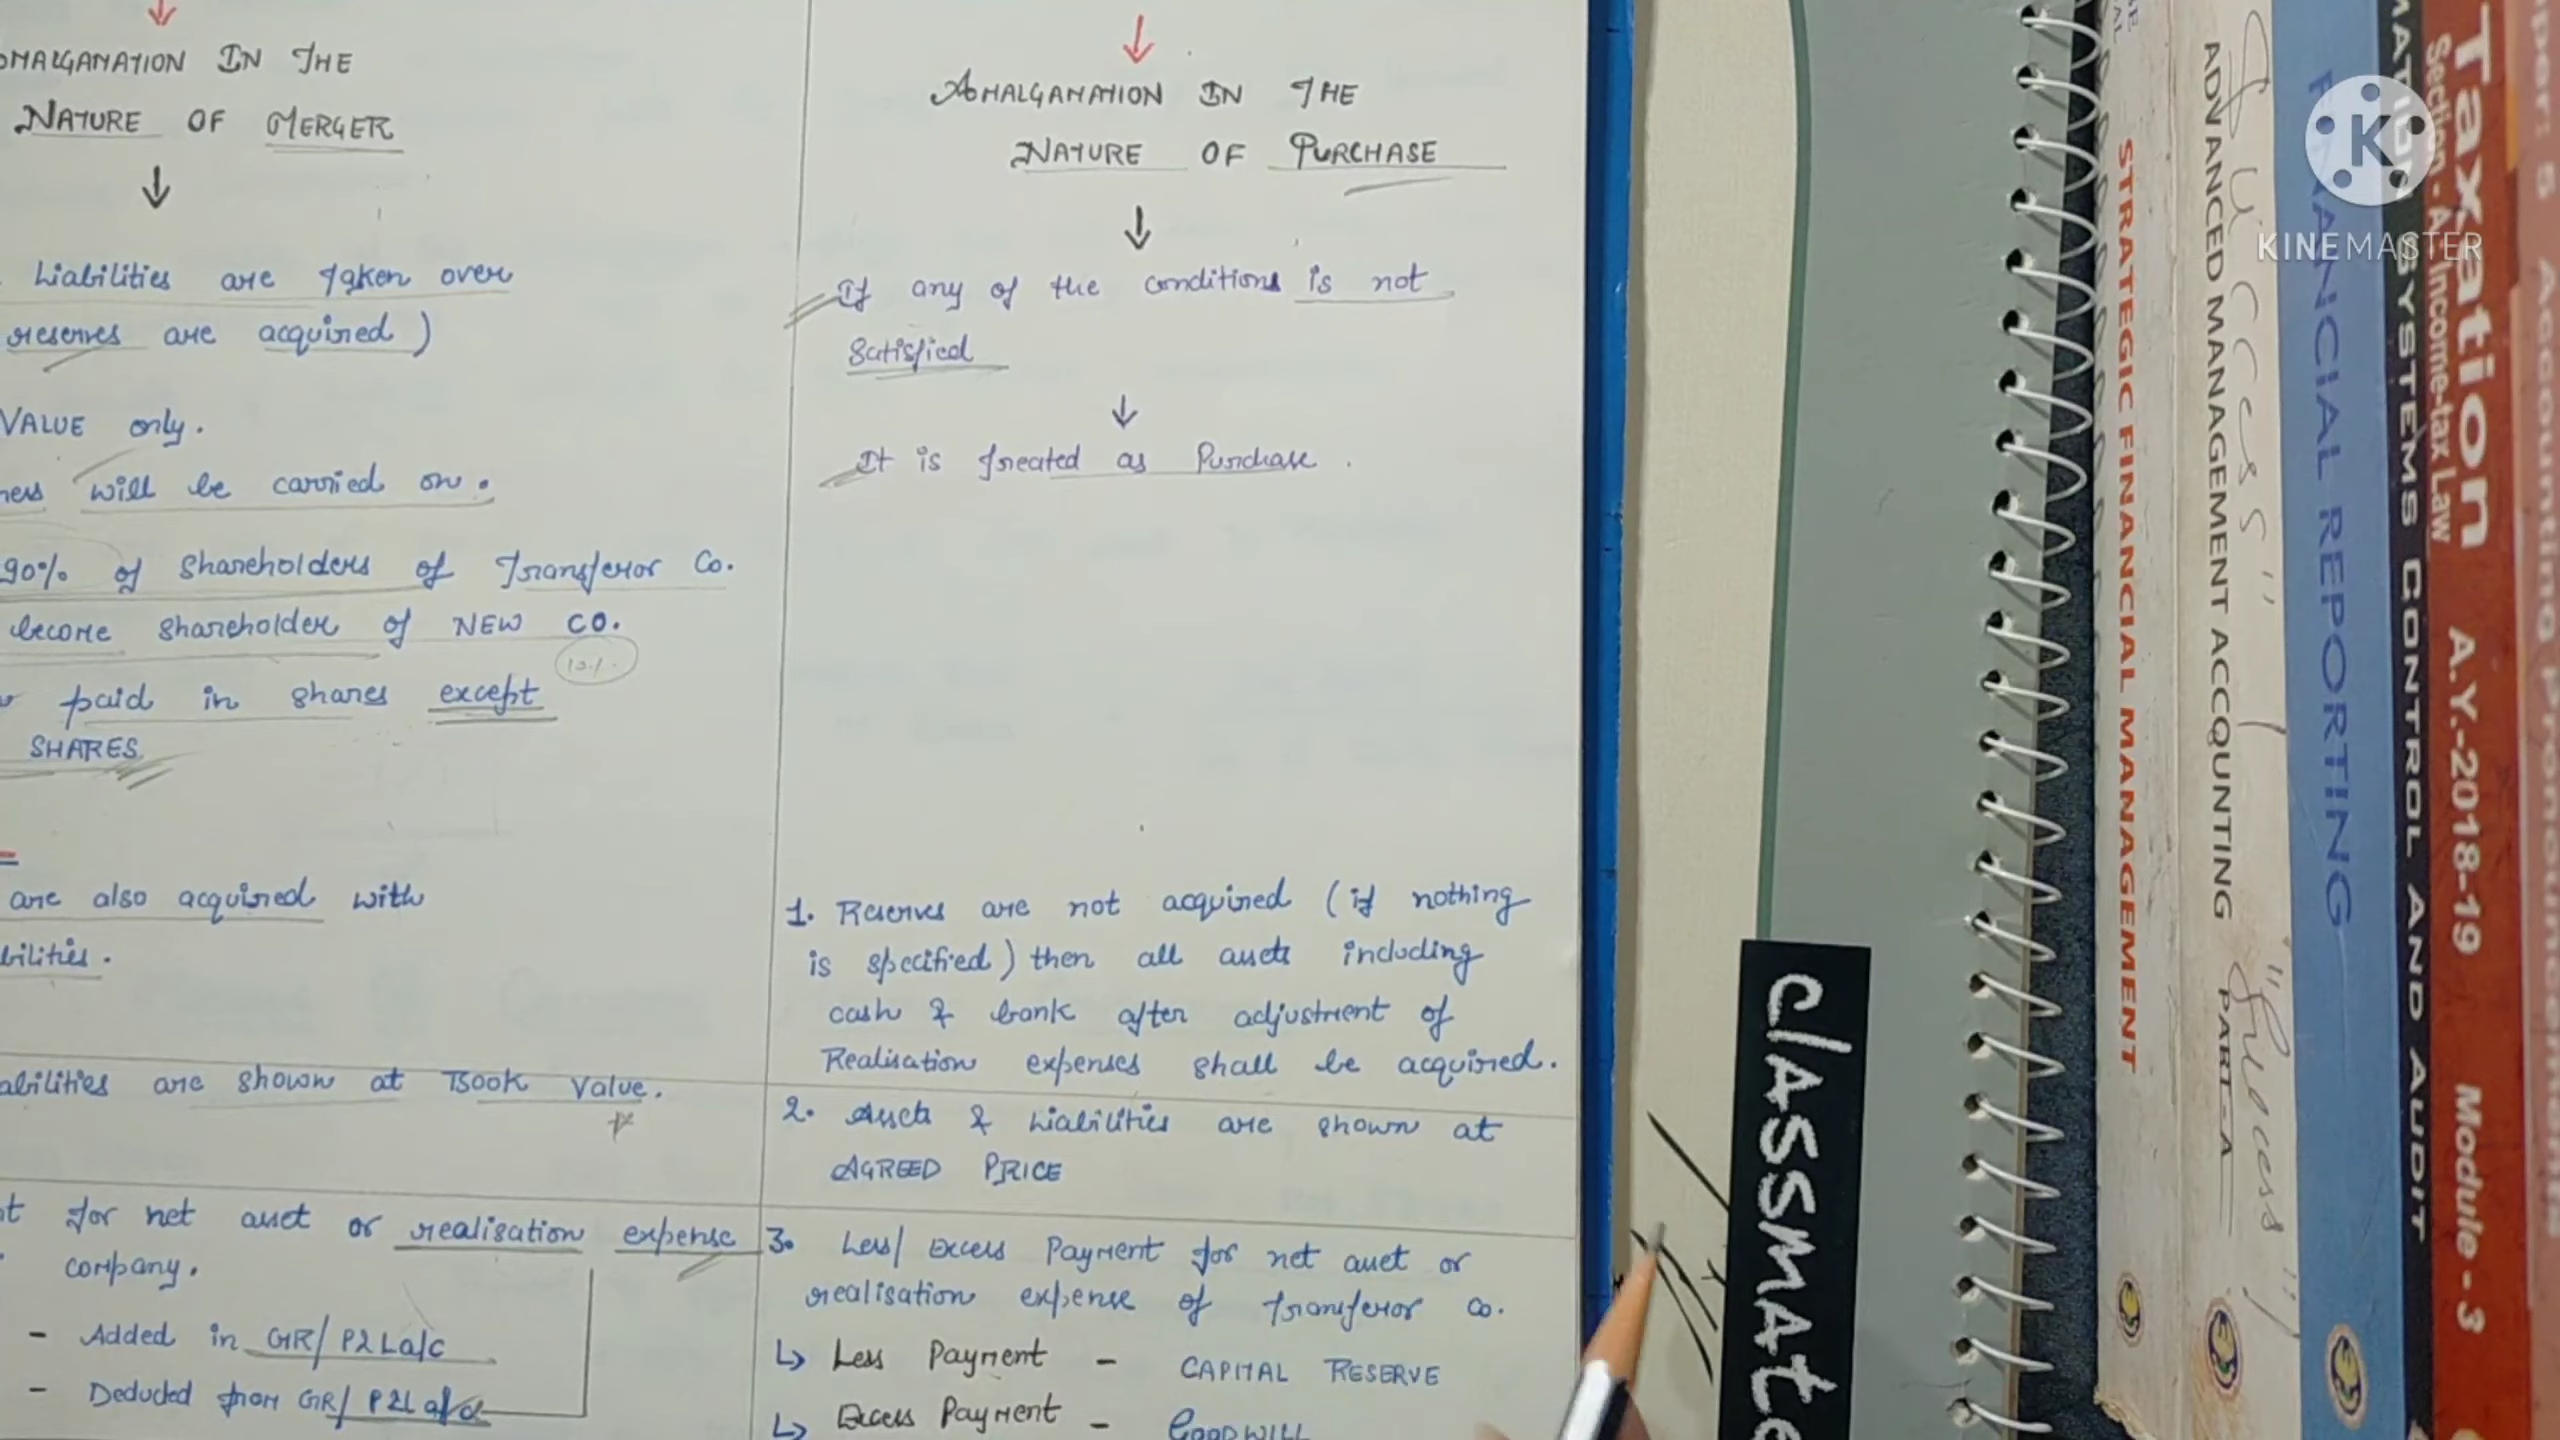 AMALGAMATION IN THE
NATURE OF MERGER
Liabilities are taken over
reserves are acquired)
VALUE only.
will be carried on.
90% of shareholders of Transferor Co.
become shareholder of NEW CO.
10%
paid in shares except
SHARES
are also acquired with
abilities are shown at Book Value.
for net asset or realisation expense
company.
- Added in GR/P&L a/c
- Deducted from GR/P&L a/c
AMALGAMATION IN THE
NATURE OF PURCHASE
If any of the conditions is not
satisfied
It is treated as Purchase.
1. Reserves are not acquired (if nothing
is specified) then all assets including
cash & bank after adjustment of
Realisation expenses shall be acquired.
2. Assets & Liabilities are shown at
AGREED PRICE
3. Less/Excess Payment for net asset or
realisation expense of transferor co.
↳ Less Payment - CAPITAL RESERVE
↳ Excess Payment - GOODWILL
classmate
STRATEGIC FINANCIAL MANAGEMENT
ADVANCED MANAGEMENT ACCOUNTING PART-A
"Success"
"Success"
FINANCIAL REPORTING
SYSTEMS CONTROL AND AUDIT
Taxation A.Y.-2018-19 Module - 3
Section - A: Income-tax Law
Accounting Pronouncements
K
KINEMASTER